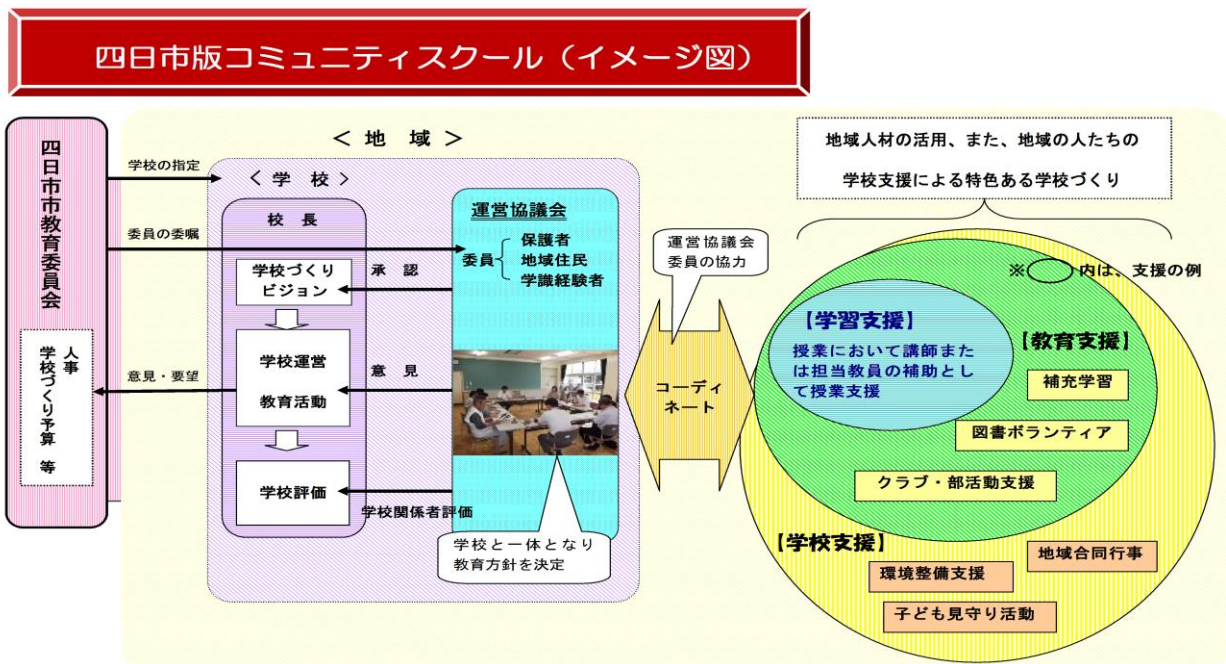 四日市版コミュニティスクール（イメージ図）
四日市市教育委員会
人事
学校づくり予算 等
＜ 地 域 ＞
学校の指定
委員の委嘱
意見・要望
＜ 学 校 ＞
校 長
学校づくり
ビジョン
学校運営
教育活動
学校評価
承 認
意 見
学校関係者評価
運営協議会
委員
保護者
地域住民
学識経験者
学校と一体となり
教育方針を決定
運営協議会
委員の協力
コーディ
ネート
地域人材の活用、また、地域の人たちの
学校支援による特色ある学校づくり
※ 内は、支援の例
【学習支援】
授業において講師また
は担当教員の補助とし
て授業支援
【教育支援】
補充学習
図書ボランティア
クラブ・部活動支援
【学校支援】
地域合同行事
環境整備支援
子ども見守り活動